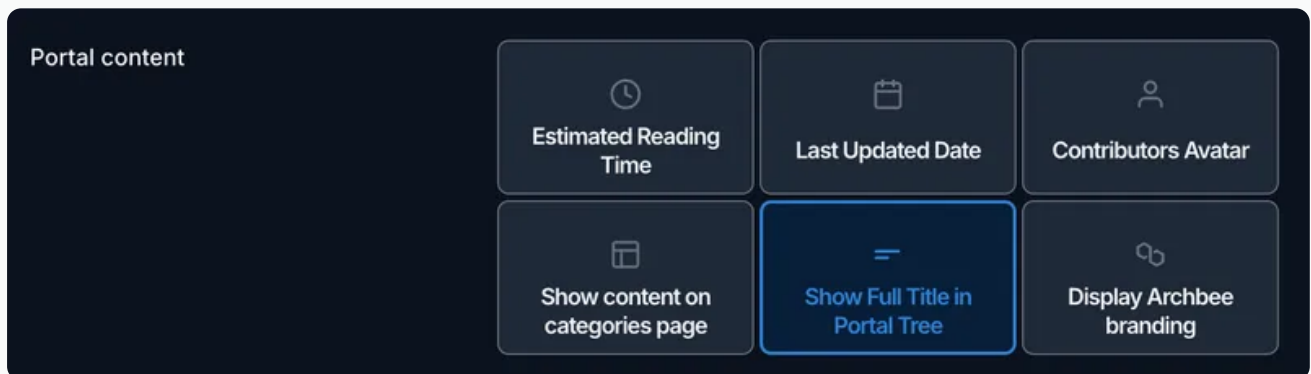 Portal content
Estimated Reading
Time
Last Updated Date
Contributors Avatar
Show content on
categories page
Show Full Title in
Portal Tree
Display Archbee
branding